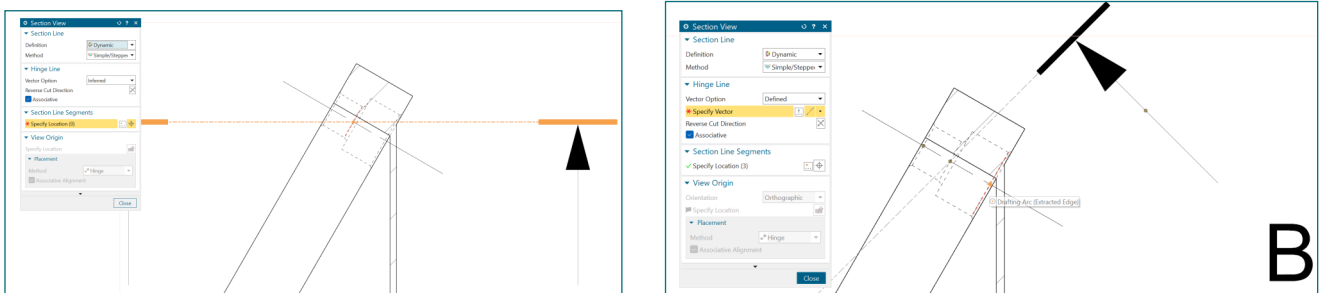 Section View
Section Line
Definition Dynamic
Method Simple/Stepped
Hinge Line
Vector Option Inferred
Reverse Cut Direction
Associative
Section Line Segments
Specify Location (0)
View Origin
Specify Location
Placement
Method Hinge
Associative Alignment
Close
Section View
Section Line
Definition Dynamic
Method Simple/Stepped
Hinge Line
Vector Option Defined
Specify Vector
Reverse Cut Direction
Associative
Section Line Segments
Specify Location (3)
View Origin
Orientation Orthographic
Specify Location
Placement
Method Hinge
Associative Alignment
Close
Drafting Arc (Extracted Edge)
B